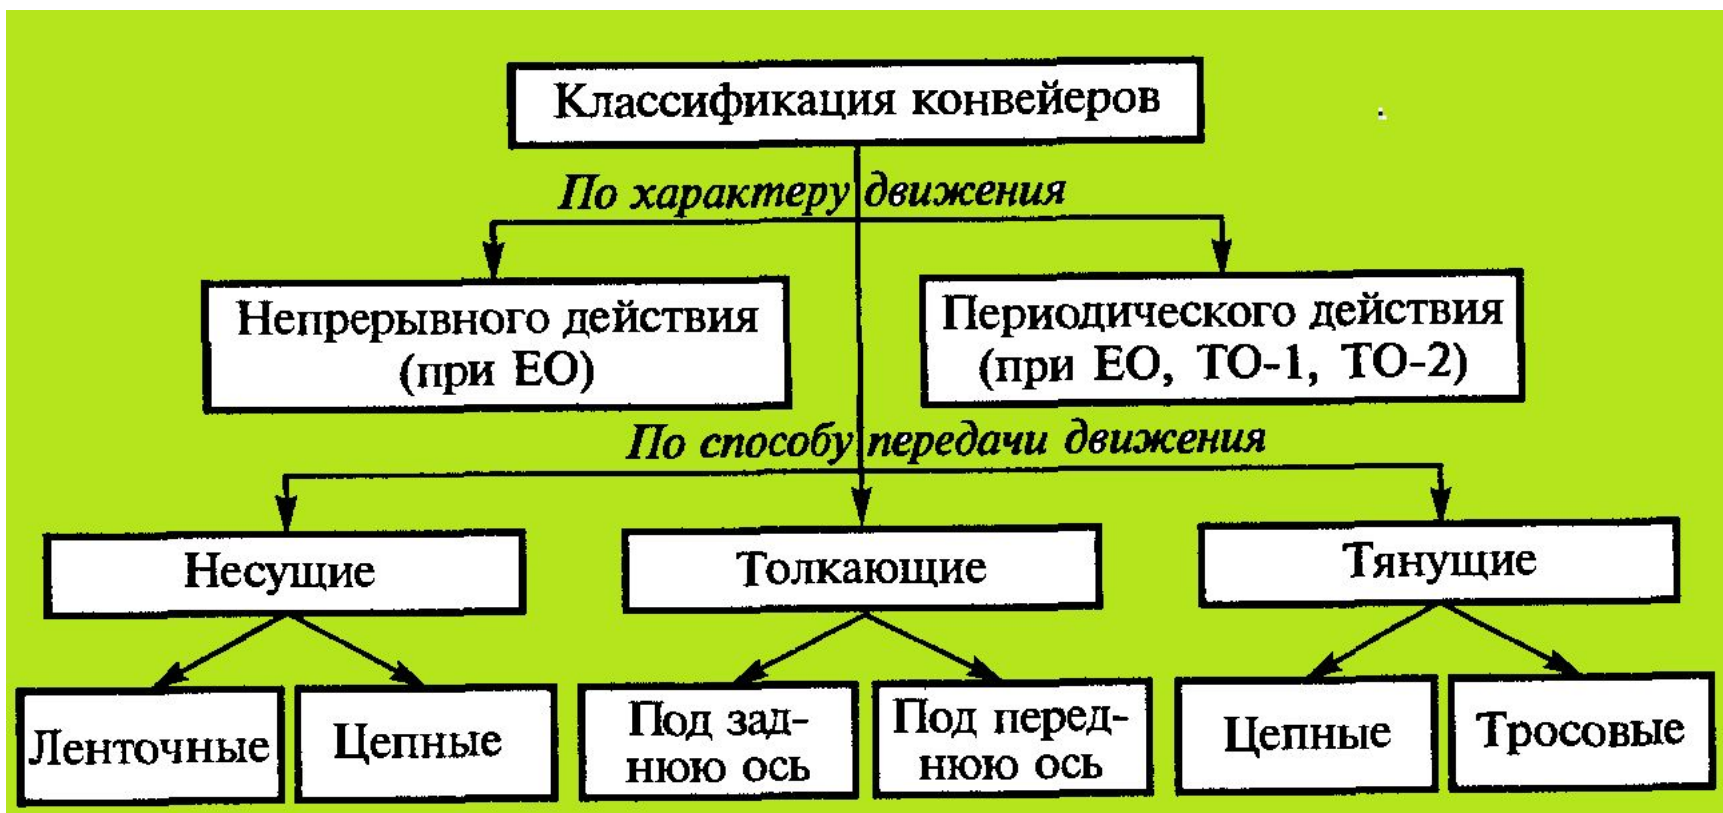 Классификация конвейеров
По характеру движения
Непрерывного действия
(при ЕО)
Периодического действия
(при ЕО, ТО-1, ТО-2)
По способу передачи движения
Несущие
Толкающие
Тянущие
Ленточные
Цепные
Под зад-
нюю ось
Под перед-
нюю ось
Цепные
Тросовые